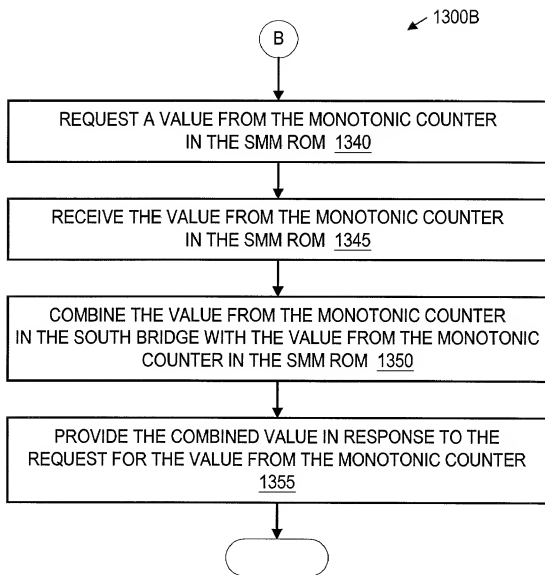 1300B
B
REQUEST A VALUE FROM THE MONOTONIC COUNTER
IN THE SMM ROM 1340
RECEIVE THE VALUE FROM THE MONOTONIC COUNTER
IN THE SMM ROM 1345
COMBINE THE VALUE FROM THE MONOTONIC COUNTER
IN THE SOUTH BRIDGE WITH THE VALUE FROM THE MONOTONIC
COUNTER IN THE SMM ROM 1350
PROVIDE THE COMBINED VALUE IN RESPONSE TO THE
REQUEST FOR THE VALUE FROM THE MONOTONIC COUNTER
1355